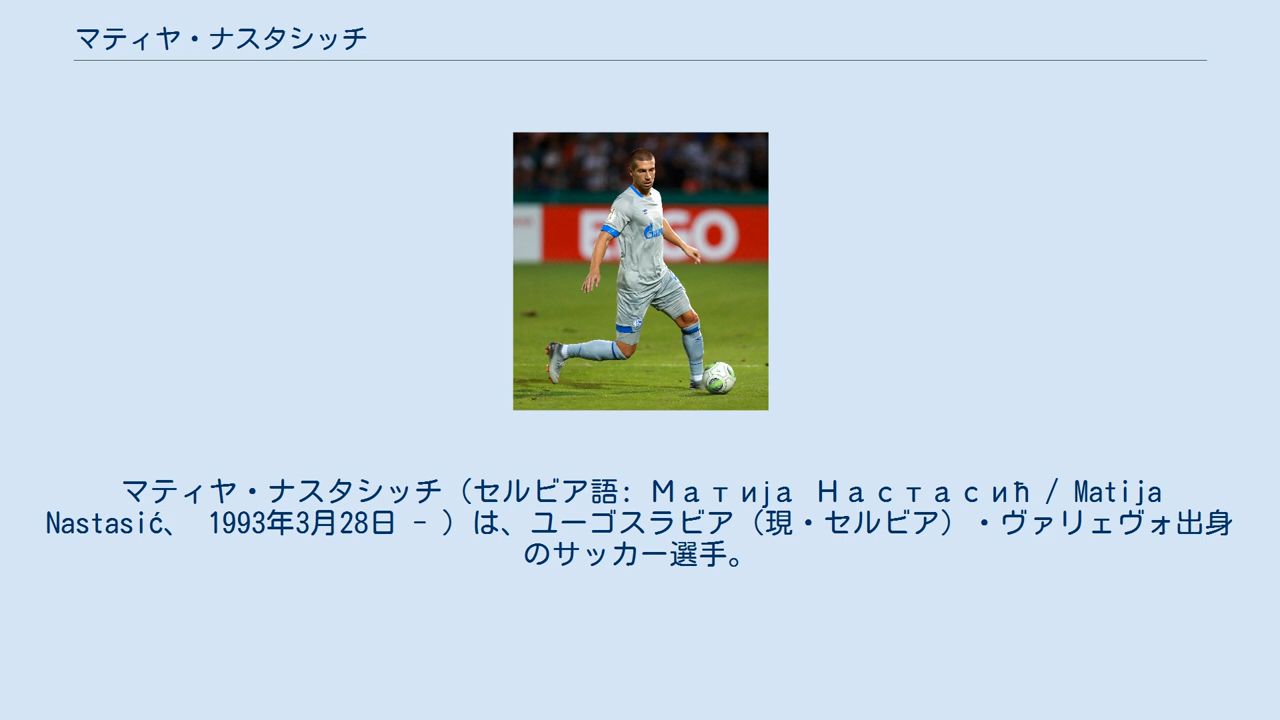 マティヤ・ナスタシッチ
マティヤ・ナスタシッチ（セルビア語: Матија Настасић / Matija
Nastasić、 1993年3月28日 - ）は、ユーゴスラビア（現・セルビア）・ヴァリェヴォ出身
のサッカー選手。